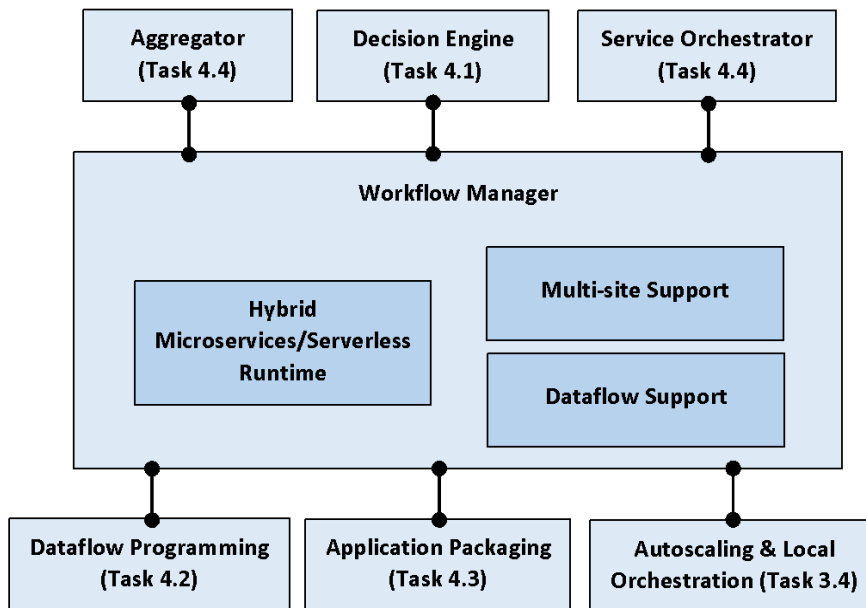 Aggregator
(Task 4.4)
Decision Engine
(Task 4.1)
Service Orchestrator
(Task 4.4)
Workflow Manager
Hybrid
Microservices/Serverless
Runtime
Multi-site Support
Dataflow Support
Dataflow Programming
(Task 4.2)
Application Packaging
(Task 4.3)
Autoscaling & Local
Orchestration (Task 3.4)